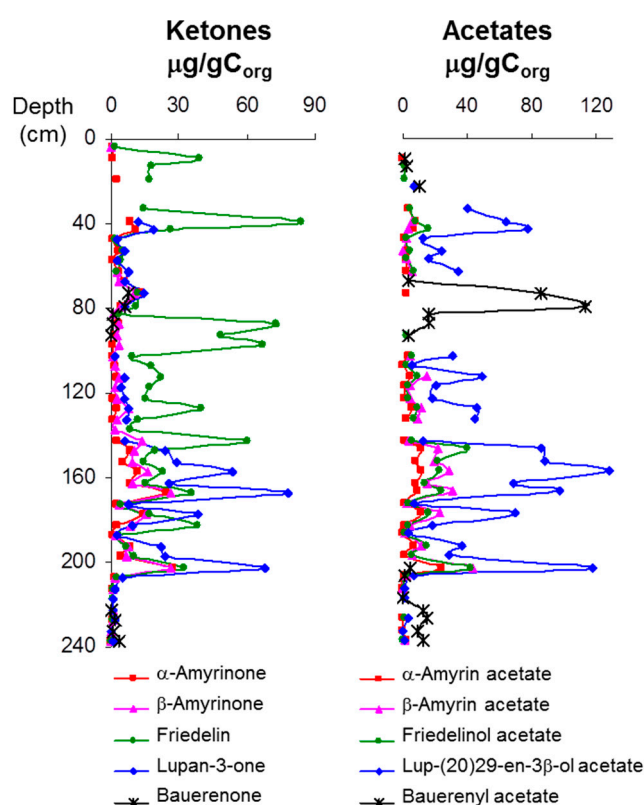 Ketones
μg/gCorg
Acetates
μg/gCorg
Depth
(cm)
0 30 60 90
0 40 80 120
0
40
80
120
160
200
240
α-Amyrinone
β-Amyrinone
Friedelin
Lupan-3-one
Bauerenone
α-Amyrin acetate
β-Amyrin acetate
Friedelinol acetate
Lup-(20)29-en-3β-ol acetate
Bauerenyl acetate